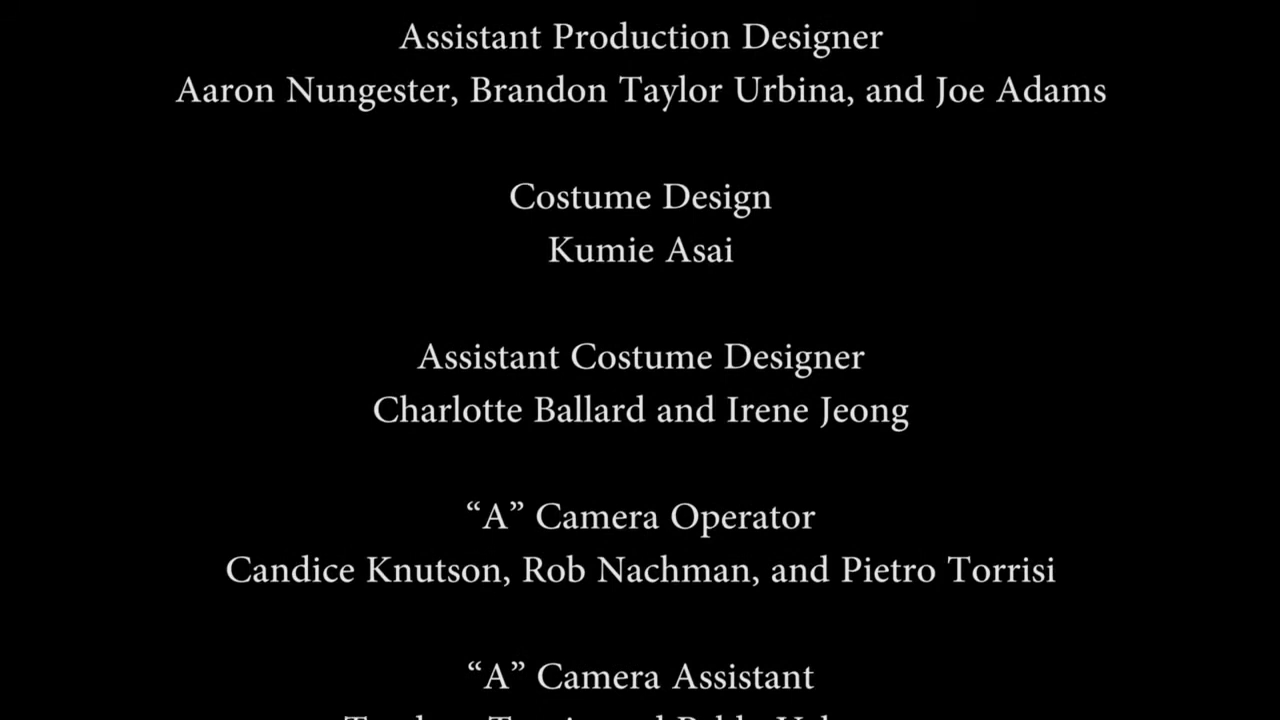 Assistant Production Designer
Aaron Nungester, Brandon Taylor Urbina, and Joe Adams
Costume Design
Kumie Asai
Assistant Costume Designer
Charlotte Ballard and Irene Jeong
“A” Camera Operator
Candice Knutson, Rob Nachman, and Pietro Torrisi
“A” Camera Assistant